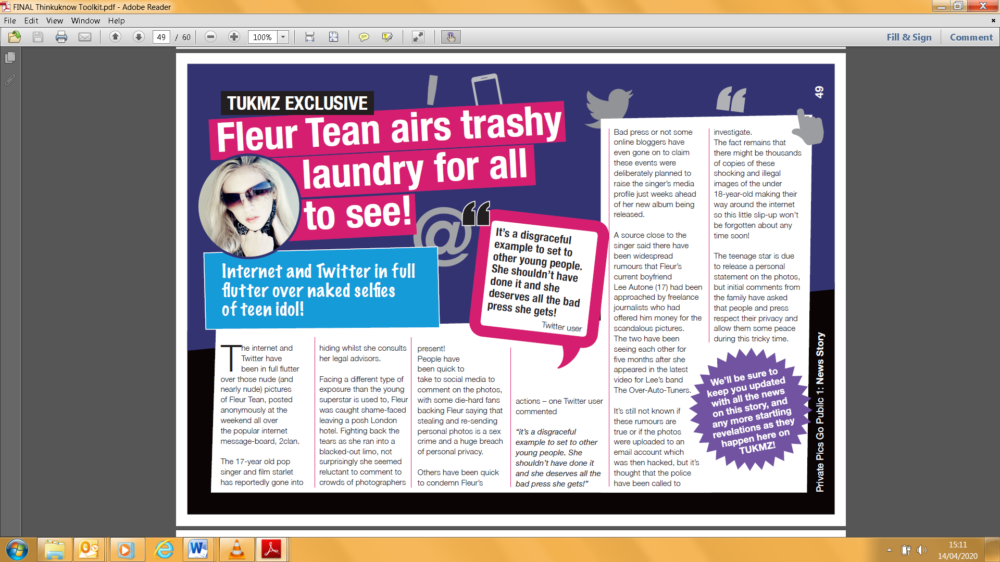 FINAL Thinkuknow Toolkit.pdf - Adobe Reader
File Edit View Window Help
49 / 60 100% Fill & Sign Comment
49
TUKMZ EXCLUSIVE
Fleur Tean airs trashy
laundry for all
to see!
Internet and Twitter in full
flutter over naked selfies
of teen idol!
It's a disgraceful
example to set to
other young people.
She shouldn't have
done it and she
deserves all the bad
press she gets!
Twitter user
The internet and
Twitter have
been in full flutter
over those nude (and
nearly nude) pictures
of Fleur Tean, posted
anonymously at the
weekend all over
the popular internet
message-board, 2clan.
The 17-year old pop
singer and film starlet
has reportedly gone into
hiding whilst she consults
her legal advisors.
Facing a different type of
exposure than the young
superstar is used to, Fleur
was caught shame-faced
leaving a posh London
hotel. Fighting back the
tears as she ran into a
blacked-out limo, not
surprisingly she seemed
reluctant to comment to
crowds of photographers
present!
People have
been quick to
take to social media to
comment on the photos,
with some die-hard fans
backing Fleur saying that
stealing and re-sending
personal photos is a sex
crime and a huge breach
of personal privacy.
Others have been quick
to condemn Fleur's
actions – one Twitter user
commented
"it's a disgraceful
example to set to other
young people. She
shouldn't have done it
and she deserves all the
bad press she gets!"
Bad press or not some
online bloggers have
even gone on to claim
these events were
deliberately planned to
raise the singer's media
profile just weeks ahead
of her new album being
released.
A source close to the
singer said there have
been widespread
rumours that Fleur's
current boyfriend
Lee Autone (17) had been
approached by freelance
journalists who had
offered him money for the
scandalous pictures.
The two have been
seeing each other for
five months after she
appeared in the latest
video for Lee's band
The Over-Auto-Tuners.
It's still not known if
these rumours are
true or if the photos
were uploaded to an
email account which
was then hacked, but it's
thought that the police
have been called to
investigate.
The fact remains that
there might be thousands
of copies of these
shocking and illegal
images of the under
18-year-old making their
way around the internet
so this little slip-up won't
be forgotten about any
time soon!
The teenage star is due
to release a personal
statement on the photos,
but initial comments from
the family have asked
that people and press
respect their privacy and
allow them some peace
during this tricky time.
We'll be sure to
keep you updated
with all the news
on this story, and
any more startling
revelations as they
happen here on
TUKMZ!
Private Pics Go Public 1: News Story
15:11
14/04/2020